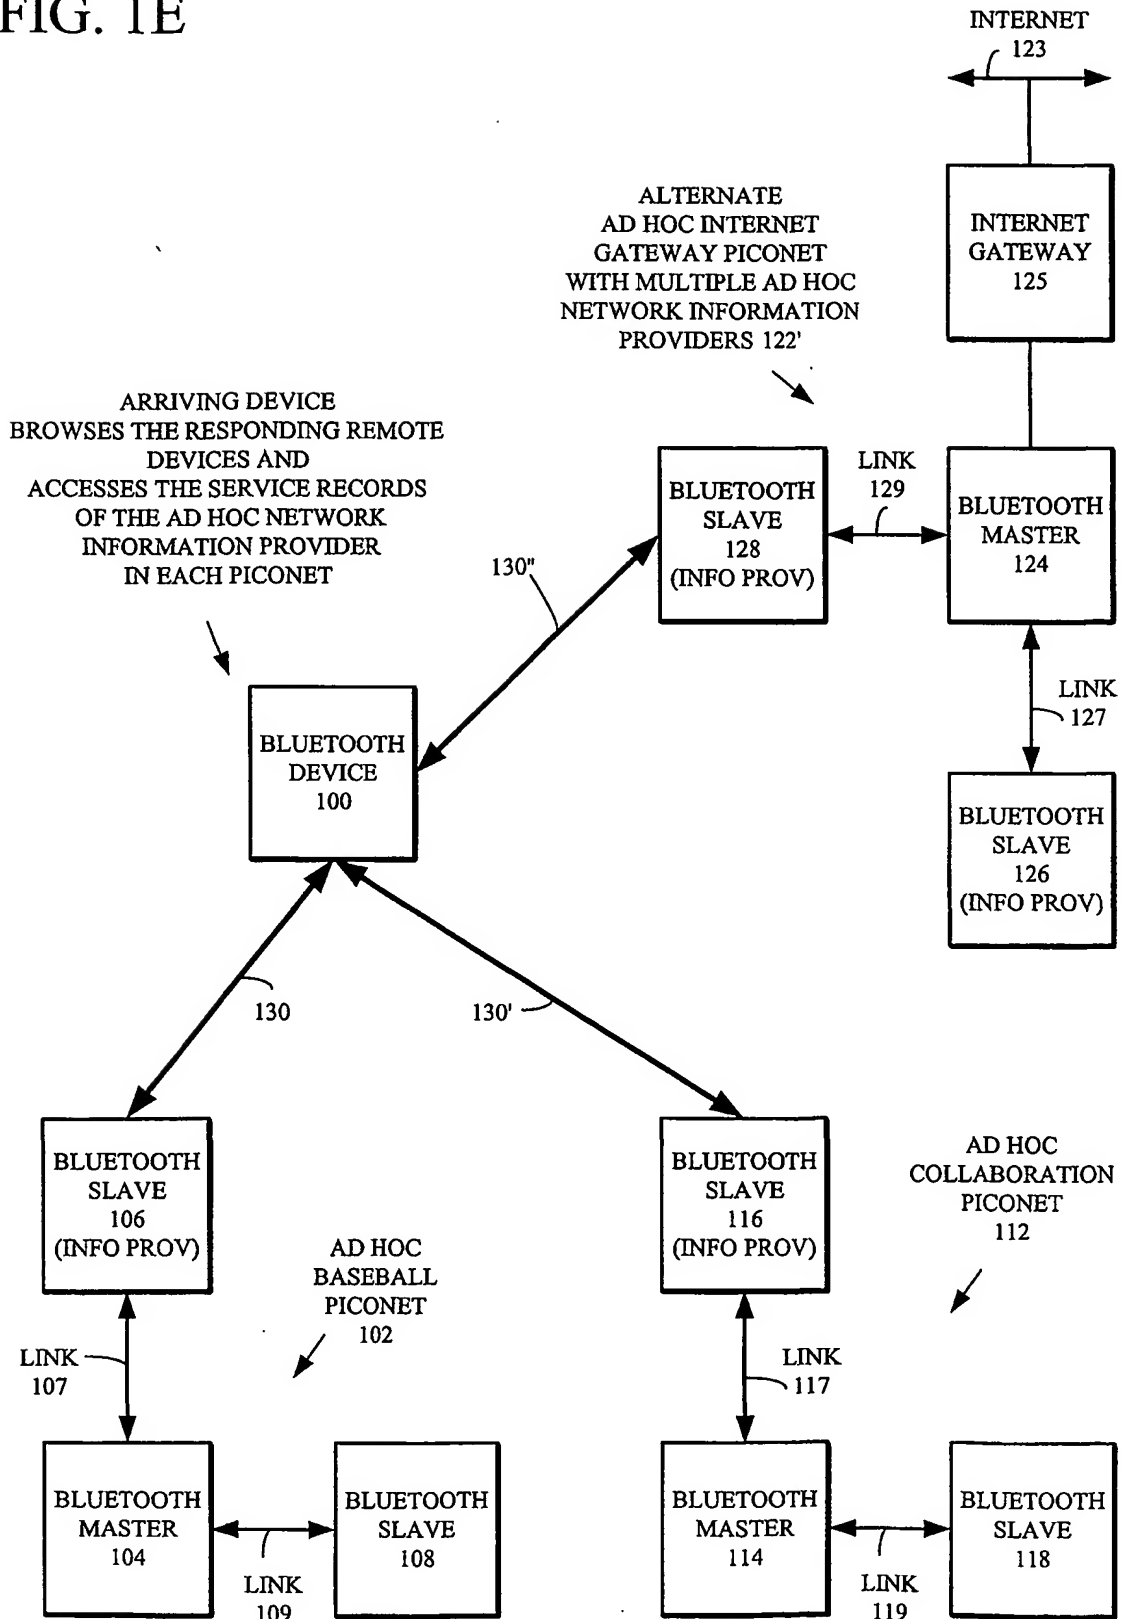 FIG. 1E
INTERNET
123
INTERNET
GATEWAY
125
ALTERNATE
AD HOC INTERNET
GATEWAY PICONET
WITH MULTIPLE AD HOC
NETWORK INFORMATION
PROVIDERS 122'
ARRIVING DEVICE
BROWSES THE RESPONDING REMOTE
DEVICES AND
ACCESSES THE SERVICE RECORDS
OF THE AD HOC NETWORK
INFORMATION PROVIDER
IN EACH PICONET
BLUETOOTH
SLAVE
128
(INFO PROV)
LINK
129
BLUETOOTH
MASTER
124
130"
LINK
127
BLUETOOTH
DEVICE
100
BLUETOOTH
SLAVE
126
(INFO PROV)
130
130'
BLUETOOTH
SLAVE
106
(INFO PROV)
AD HOC
BASEBALL
PICONET
102
BLUETOOTH
SLAVE
116
(INFO PROV)
AD HOC
COLLABORATION
PICONET
112
LINK
107
LINK
117
BLUETOOTH
MASTER
104
LINK
109
BLUETOOTH
SLAVE
108
BLUETOOTH
MASTER
114
LINK
119
BLUETOOTH
SLAVE
118